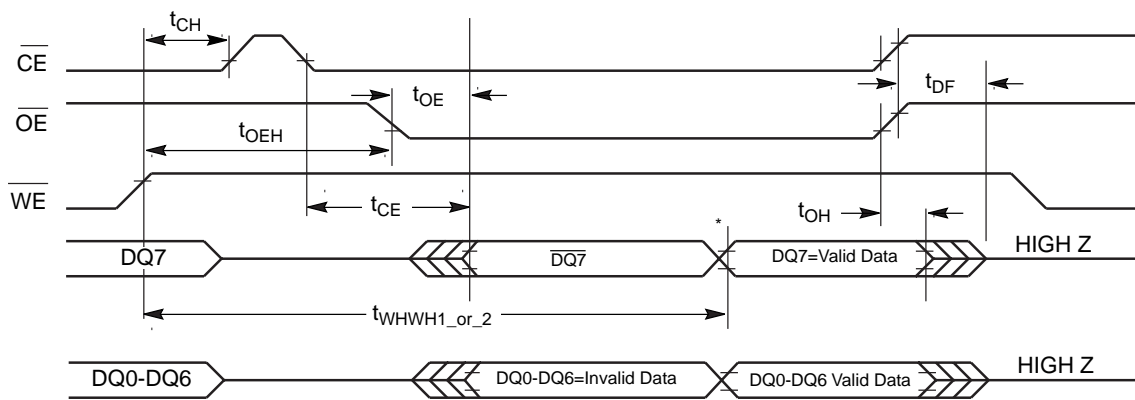 tCH
CE
tDF
tOE
OE
tOEH
WE
tCE
tOH
*
DQ7
DQ7
DQ7=Valid Data
HIGH Z
tWHWH1_or_2
DQ0-DQ6
DQ0-DQ6=Invalid Data
DQ0-DQ6 Valid Data
HIGH Z